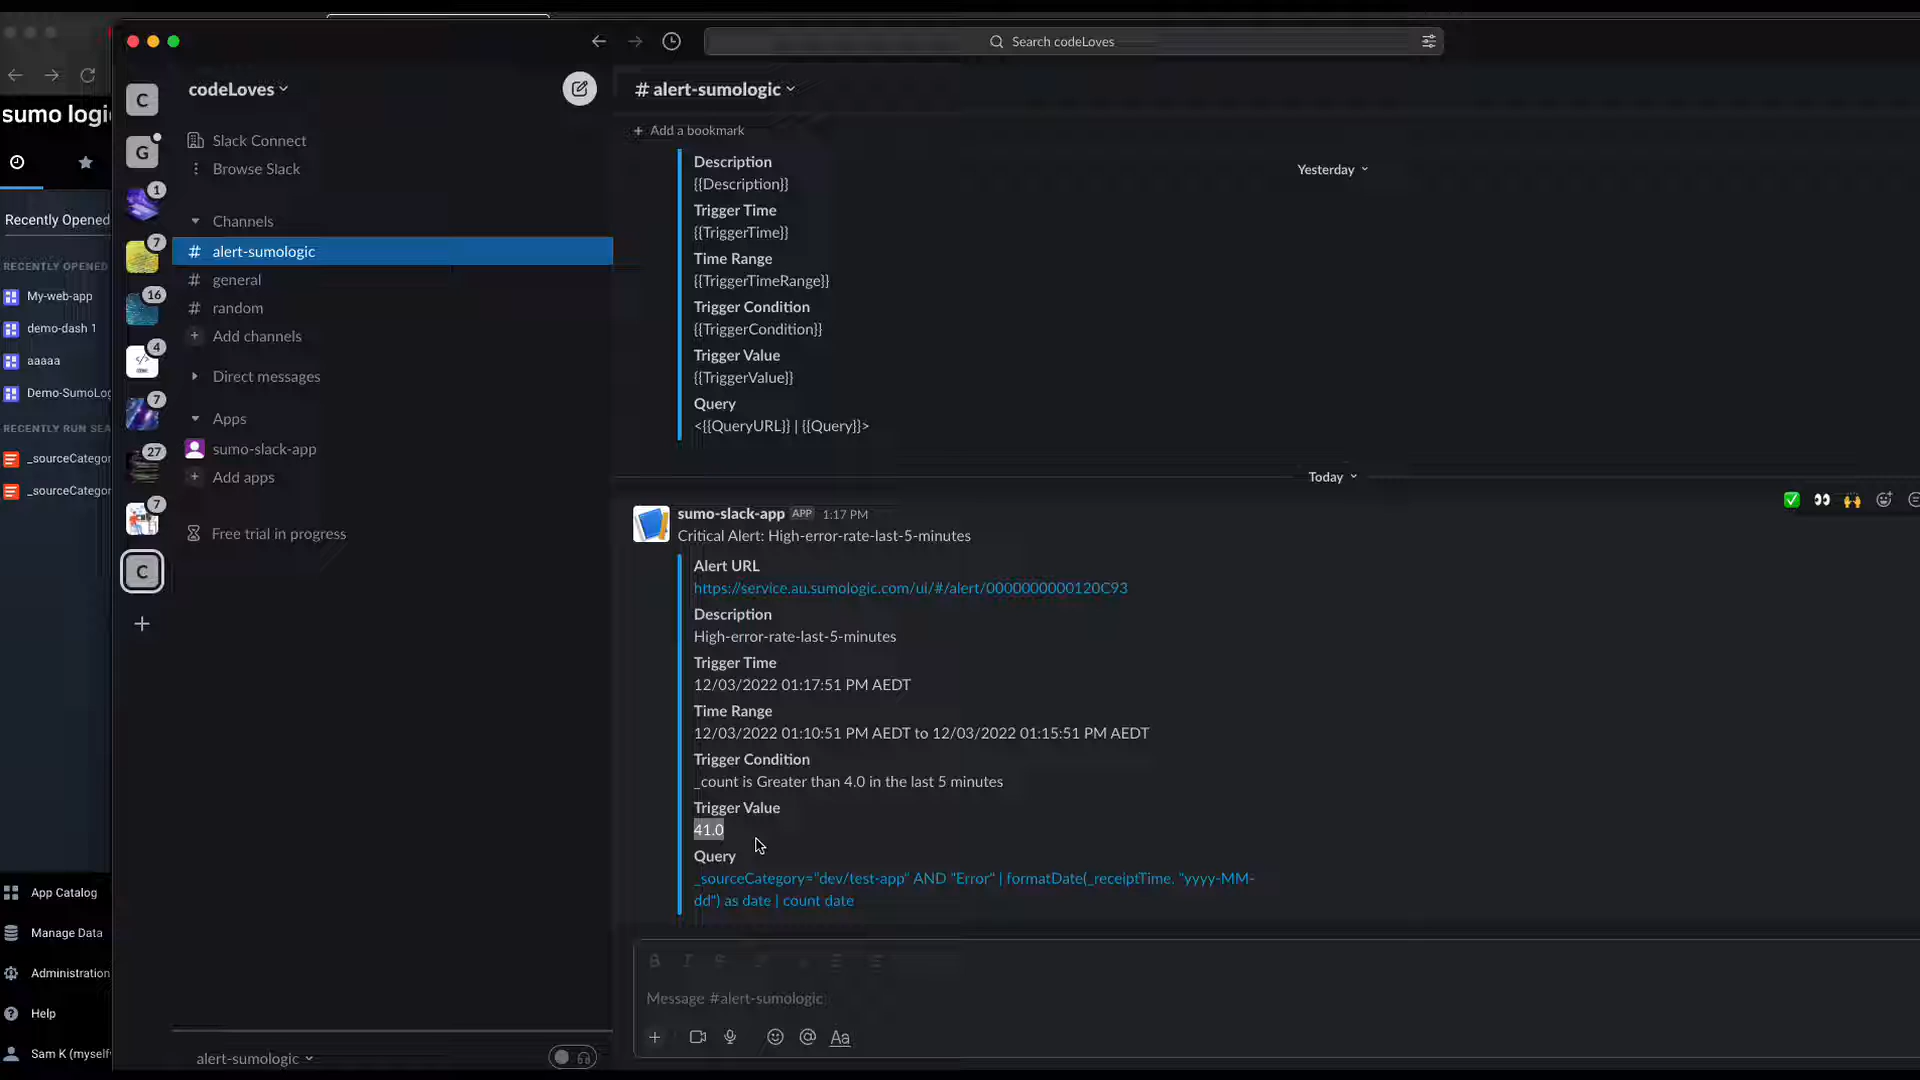 sumo logi
Recently Opened
RECENTLY OPENED
My-web-app
demo-dash 1
aaaaa
Demo-SumoLog
RECENTLY RUN SEA
_sourceCategor
_sourceCategor
App Catalog
Manage Data
Administration
Help
Sam K (myself
C
G
1
7
16
4
7
27
7
C
codeLoves
Slack Connect
Browse Slack
Channels
# alert-sumologic
# general
# random
+ Add channels
Direct messages
Apps
sumo-slack-app
+ Add apps
Free trial in progress
alert-sumologic
Search codeLoves
# alert-sumologic
+ Add a bookmark
Yesterday
Description
{{Description}}
Trigger Time
{{TriggerTime}}
Time Range
{{TriggerTimeRange}}
Trigger Condition
{{TriggerCondition}}
Trigger Value
{{TriggerValue}}
Query
<{{QueryURL}} | {{Query}}>
Today
sumo-slack-app APP 1:17 PM
Critical Alert: High-error-rate-last-5-minutes
Alert URL
https://service.au.sumologic.com/ui/#/alert/0000000000120C93
Description
High-error-rate-last-5-minutes
Trigger Time
12/03/2022 01:17:51 PM AEDT
Time Range
12/03/2022 01:10:51 PM AEDT to 12/03/2022 01:15:51 PM AEDT
Trigger Condition
_count is Greater than 4.0 in the last 5 minutes
Trigger Value
41.0
Query
_sourceCategory="dev/test-app" AND "Error" | formatDate(_receiptTime. "yyyy-MM-
dd") as date | count date
B I S
Message #alert-sumologic
Aa